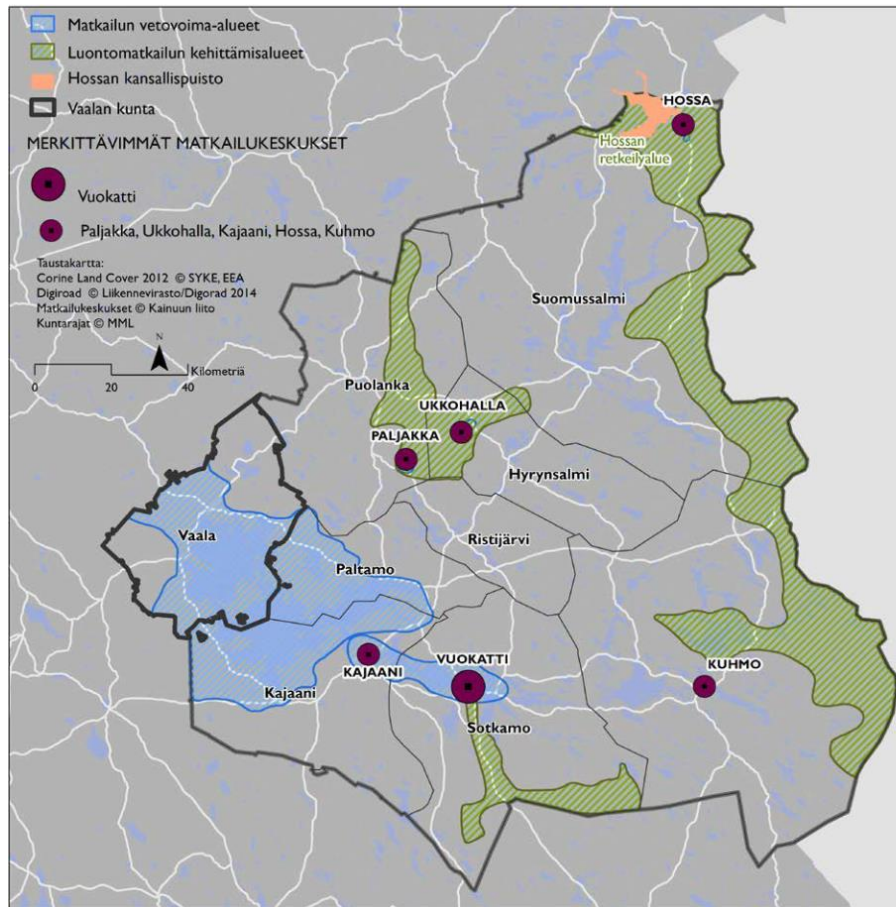 Matkailun vetovoima-alueet
Luontomatkailun kehittämisalueet
Hossan kansallispuisto
Vaalan kunta
MERKITTÄVIMMÄT MATKAILUKESKUKSET
Vuokatti
Paljakka, Ukkohalla, Kajaani, Hossa, Kuhmo
Taustakartta:
Corine Land Cover 2012 © SYKE, EEA
Digiroad © Liikennevirasto/Digorad 2014
Matkailukeskukset © Kainuun liito
Kuntarajat © MML
N
Kilometriä
0 20 40
HOSSA
Hossan
retkeilyalue
Suomussalmi
Puolanka
UKKOHALLA
PALJAKKA
Hyrynsalmi
Vaala
Ristijärvi
Paltamo
KAJAANI
VUOKATTI
KUHMO
Kajaani
Sotkamo